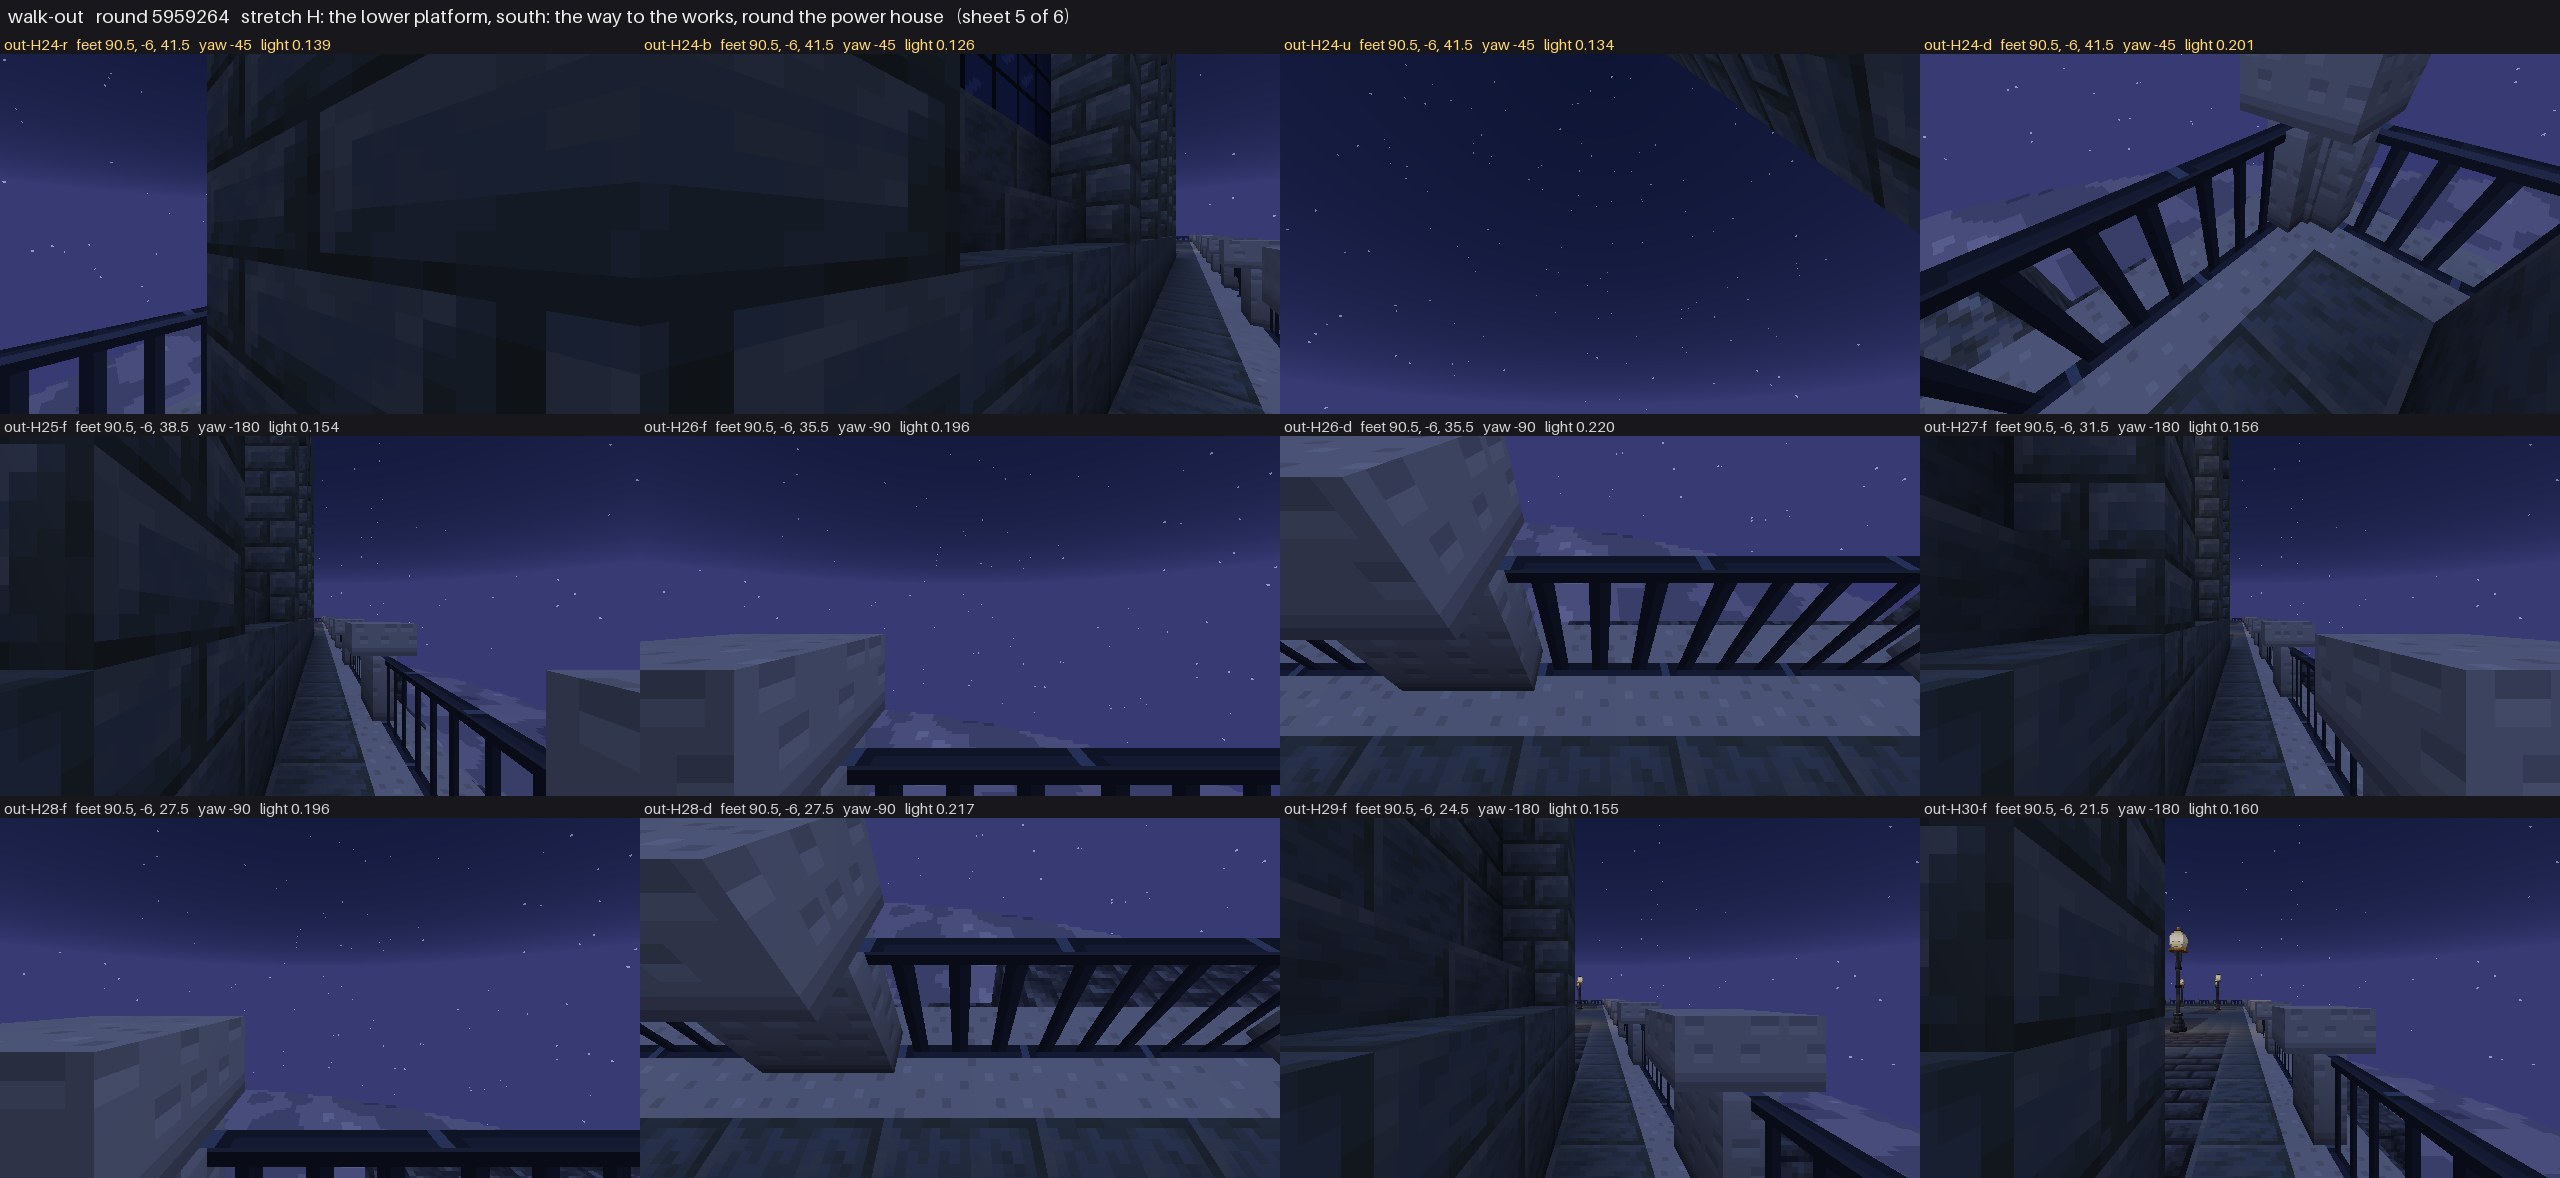 walk-out round 5959264 stretch H: the lower platform, south: the way to the works, round the power house (sheet 5 of 6)
out-H24-r feet 90.5, -6, 41.5 yaw -45 light 0.139
out-H24-b feet 90.5, -6, 41.5 yaw -45 light 0.126
out-H24-u feet 90.5, -6, 41.5 yaw -45 light 0.134
out-H24-d feet 90.5, -6, 41.5 yaw -45 light 0.201
out-H25-f feet 90.5, -6, 38.5 yaw -180 light 0.154
out-H26-f feet 90.5, -6, 35.5 yaw -90 light 0.196
out-H26-d feet 90.5, -6, 35.5 yaw -90 light 0.220
out-H27-f feet 90.5, -6, 31.5 yaw -180 light 0.156
out-H28-f feet 90.5, -6, 27.5 yaw -90 light 0.196
out-H28-d feet 90.5, -6, 27.5 yaw -90 light 0.217
out-H29-f feet 90.5, -6, 24.5 yaw -180 light 0.155
out-H30-f feet 90.5, -6, 21.5 yaw -180 light 0.160